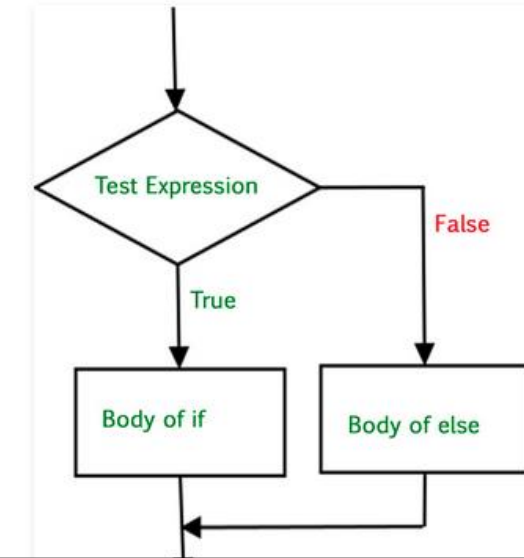 Test Expression
False
True
Body of if
Body of else